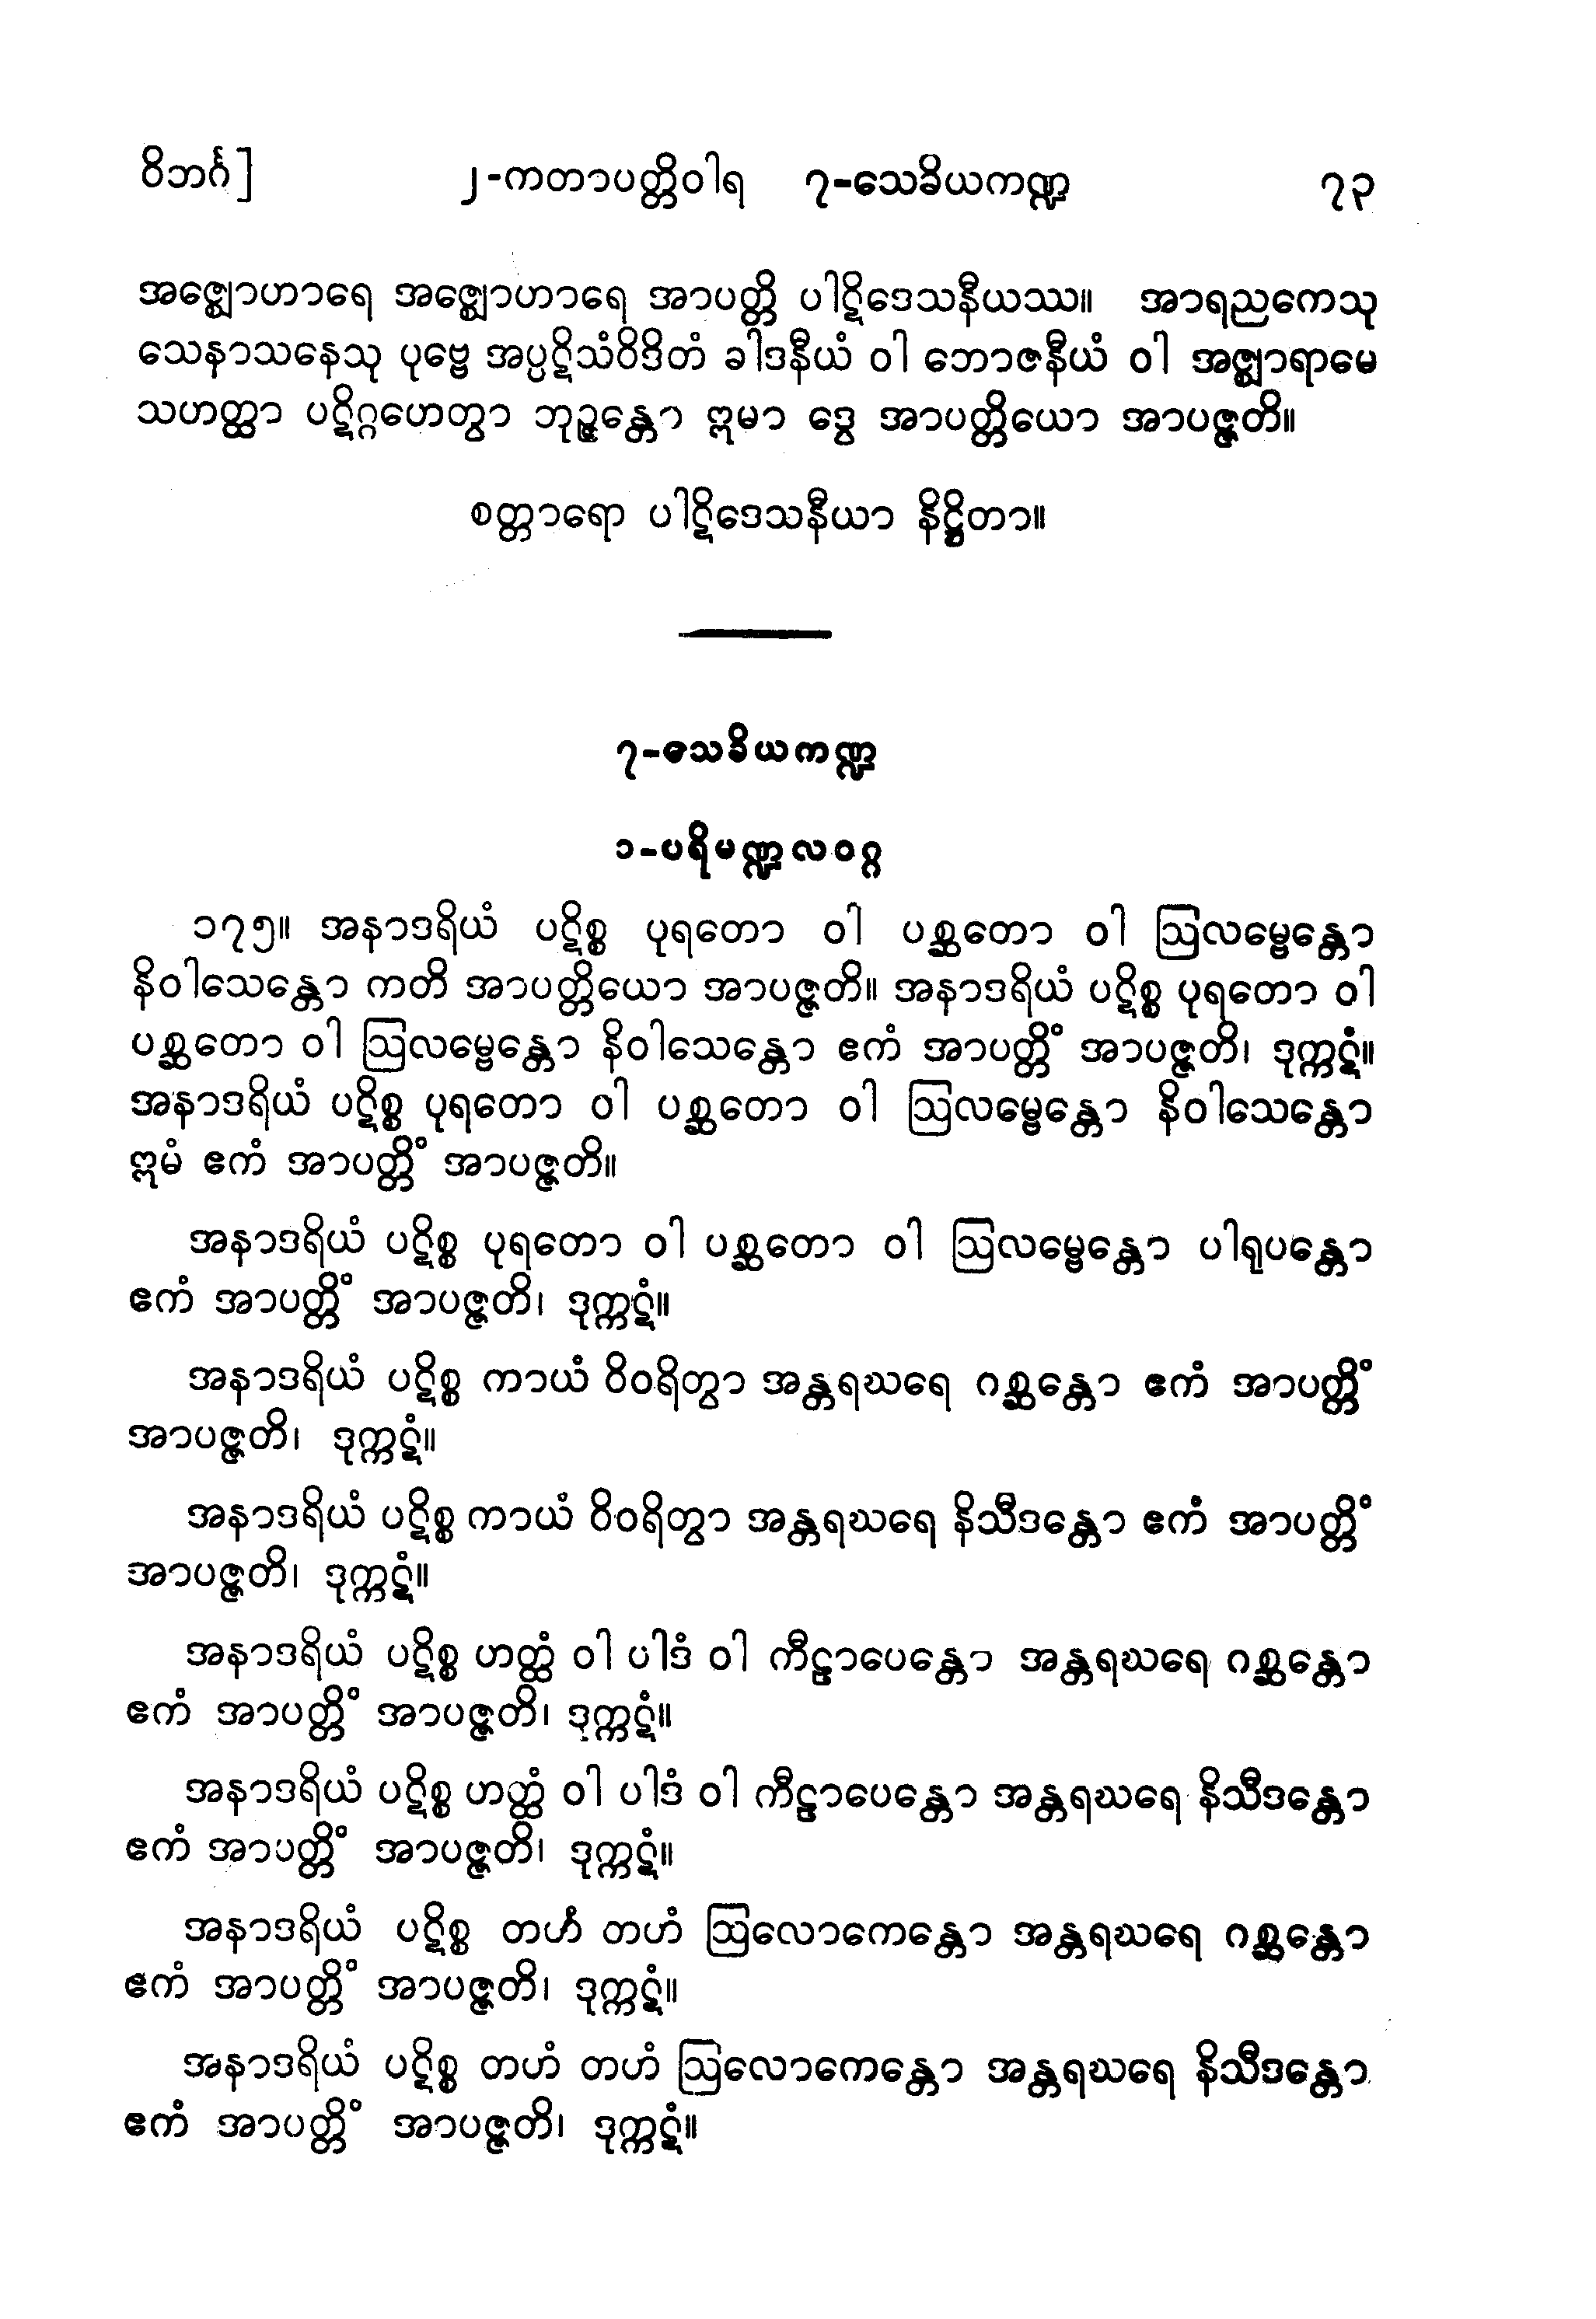 ဝိဘင်္ဂ]    ၂-ကတာပတ္တိဝါရ    ၇-သေခိယကဏ္ဍ    ၇၃
အဇ္ဈောဟာရေ အဇ္ဈောဟာရေ အာပတ္တိ ပါဋိဒေသနီယဿ။ အာရညကေသု
သေနာသနေသု ပုဗ္ဗေ အပ္ပဋိသံဝိဒိတံ ခါဒနီယံ ဝါ ဘောဇနီယံ ဝါ အဇ္ဈာရာမေ
သဟတ္ထာ ပဋိဂ္ဂဟေတွာ ဘုဉ္ဇန္တော ဣမာ ဒွေ အာပတ္တိယော အာပဇ္ဇတိ။
စတ္တာရော ပါဋိဒေသနီယာ နိဋ္ဌိတာ။
၇-သေခိယကဏ္ဍ
၁-ပရိမဏ္ဍလဝဂ္ဂ
၁၇၅။ အနာဒရိယံ ပဋိစ္စ ပုရတော ဝါ ပစ္ဆတော ဝါ ဩလမ္ဗေန္တော
နိဝါသေန္တော ကတိ အာပတ္တိယော အာပဇ္ဇတိ။ အနာဒရိယံ ပဋိစ္စ ပုရတော ဝါ
ပစ္ဆတော ဝါ ဩလမ္ဗေန္တော နိဝါသေန္တော ဧကံ အာပတ္တိံ အာပဇ္ဇတိ၊ ဒုက္ကဋံ။
အနာဒရိယံ ပဋိစ္စ ပုရတော ဝါ ပစ္ဆတော ဝါ ဩလမ္ဗေန္တော နိဝါသေန္တော
ဣမံ ဧကံ အာပတ္တိံ အာပဇ္ဇတိ။
အနာဒရိယံ ပဋိစ္စ ပုရတော ဝါ ပစ္ဆတော ဝါ ဩလမ္ဗေန္တော ပါရုပန္တော
ဧကံ အာပတ္တိံ အာပဇ္ဇတိ၊ ဒုက္ကဋံ။
အနာဒရိယံ ပဋိစ္စ ကာယံ ဝိဝရိတွာ အန္တရဃရေ ဂစ္ဆန္တော ဧကံ အာပတ္တိံ
အာပဇ္ဇတိ၊ ဒုက္ကဋံ။
အနာဒရိယံ ပဋိစ္စ ကာယံ ဝိဝရိတွာ အန္တရဃရေ နိသီဒန္တော ဧကံ အာပတ္တိံ
အာပဇ္ဇတိ၊ ဒုက္ကဋံ။
အနာဒရိယံ ပဋိစ္စ ဟတ္ထံ ဝါ ပါဒံ ဝါ ကီဠာပေန္တော အန္တရဃရေ ဂစ္ဆန္တော
ဧကံ အာပတ္တိံ အာပဇ္ဇတိ၊ ဒုက္ကဋံ။
အနာဒရိယံ ပဋိစ္စ ဟတ္ထံ ဝါ ပါဒံ ဝါ ကီဠာပေန္တော အန္တရဃရေ နိသီဒန္တော
ဧကံ အာပတ္တိံ အာပဇ္ဇတိ၊ ဒုက္ကဋံ။
အနာဒရိယံ ပဋိစ္စ တဟံ တဟံ ဩလောကေန္တော အန္တရဃရေ ဂစ္ဆန္တော
ဧကံ အာပတ္တိံ အာပဇ္ဇတိ၊ ဒုက္ကဋံ။
အနာဒရိယံ ပဋိစ္စ တဟံ တဟံ ဩလောကေန္တော အန္တရဃရေ နိသီဒန္တော
ဧကံ အာပတ္တိံ အာပဇ္ဇတိ၊ ဒုက္ကဋံ။